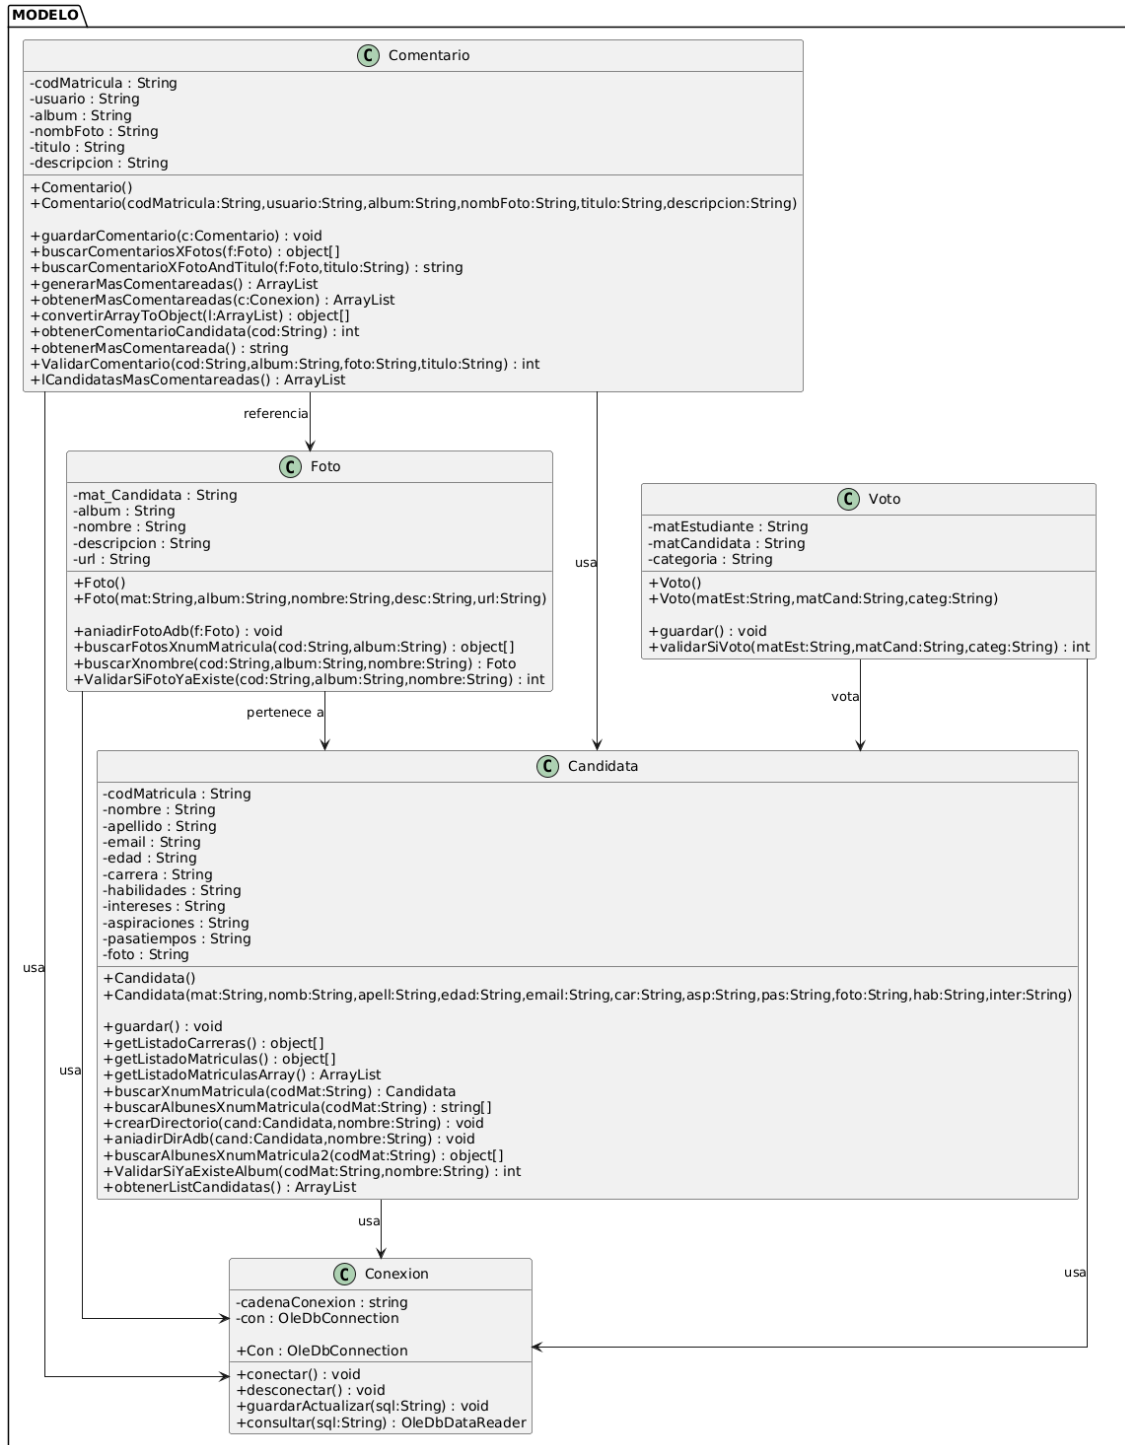 MODELO
C Comentario
-codMatricula : String
-usuario : String
-album : String
-nombFoto : String
-titulo : String
-descripcion : String
+Comentario()
+Comentario(codMatricula:String,usuario:String,album:String,nombFoto:String,titulo:String,descripcion:String)
+guardarComentario(c:Comentario) : void
+buscarComentariosXFotos(f:Foto) : object[]
+buscarComentarioXFotoAndTitulo(f:Foto,titulo:String) : string
+generarMasComentareadas() : ArrayList
+obtenerMasComentareadas(c:Conexion) : ArrayList
+convertirArrayToObject(l:ArrayList) : object[]
+obtenerComentarioCandidata(cod:String) : int
+obtenerMasComentareada() : string
+ValidarComentario(cod:String,album:String,foto:String,titulo:String) : int
+lCandidatasMasComentareadas() : ArrayList
referencia
C Foto
-mat_Candidata : String
-album : String
-nombre : String
-descripcion : String
-url : String
+Foto()
+Foto(mat:String,album:String,nombre:String,desc:String,url:String)
+aniadirFotoAdb(f:Foto) : void
+buscarFotosXnumMatricula(cod:String,album:String) : object[]
+buscarXnombre(cod:String,album:String,nombre:String) : Foto
+ValidarSiFotoYaExiste(cod:String,album:String,nombre:String) : int
usa
C Voto
-matEstudiante : String
-matCandidata : String
-categoria : String
+Voto()
+Voto(matEst:String,matCand:String,categ:String)
+guardar() : void
+validarSiVoto(matEst:String,matCand:String,categ:String) : int
pertenece a
vota
C Candidata
-codMatricula : String
-nombre : String
-apellido : String
-email : String
-edad : String
-carrera : String
-habilidades : String
-intereses : String
-aspiraciones : String
-pasatiempos : String
-foto : String
+Candidata()
+Candidata(mat:String,nomb:String,apell:String,edad:String,email:String,car:String,asp:String,pas:String,foto:String,hab:String,inter:String)
+guardar() : void
+getListadoCarreras() : object[]
+getListadoMatriculas() : object[]
+getListadoMatriculasArray() : ArrayList
+buscarXnumMatricula(codMat:String) : Candidata
+buscarAlbunesXnumMatricula(codMat:String) : string[]
+crearDirectorio(cand:Candidata,nombre:String) : void
+aniadirDirAdb(cand:Candidata,nombre:String) : void
+buscarAlbunesXnumMatricula2(codMat:String) : object[]
+ValidarSiYaExisteAlbum(codMat:String,nombre:String) : int
+obtenerListCandidatas() : ArrayList
usa
usa
usa
usa
C Conexion
-cadenaConexion : string
-con : OleDbConnection
+Con : OleDbConnection
+conectar() : void
+desconectar() : void
+guardarActualizar(sql:String) : void
+consultar(sql:String) : OleDbDataReader